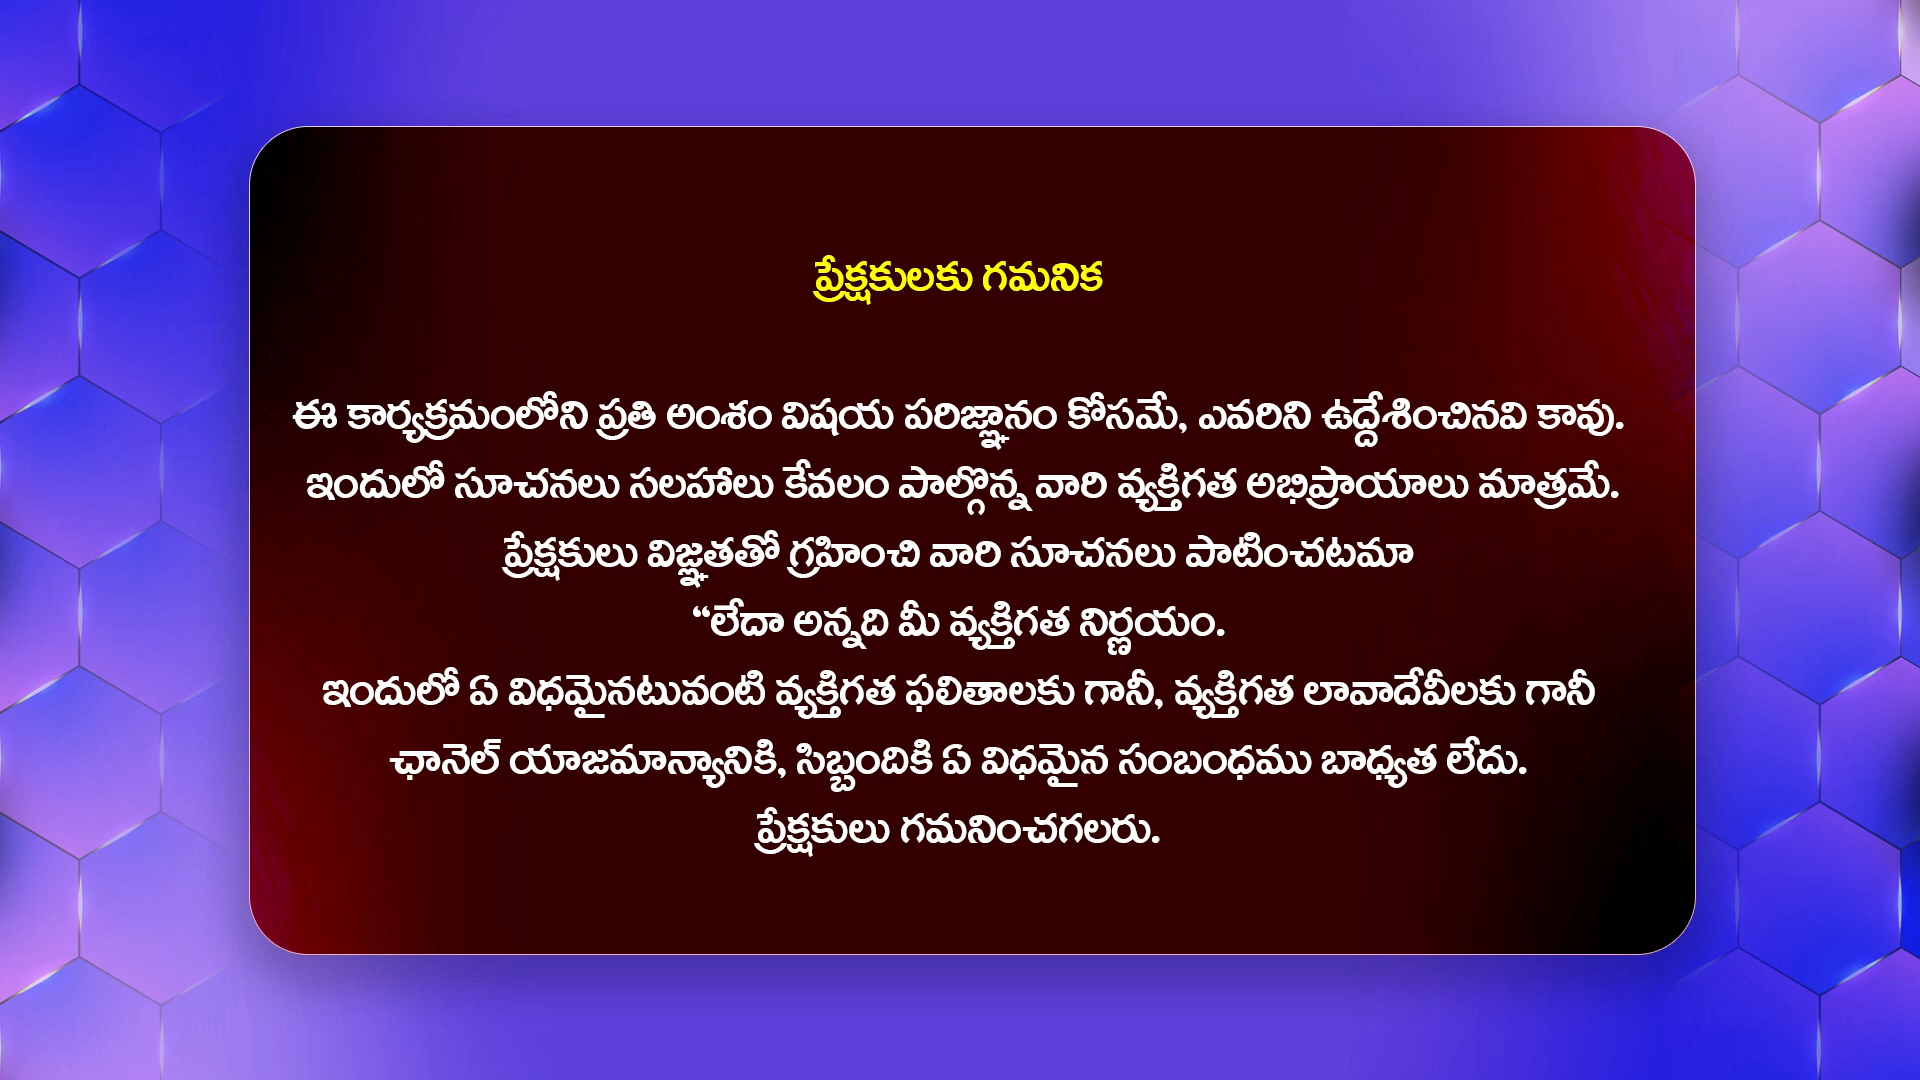 ప్రేక్షకులకు గమనిక
ఈ కార్యక్రమంలోని ప్రతి అంశం విషయ పరిజ్ఞానం కోసమే, ఎవరిని ఉద్దేశించినవి కావు.
ఇందులో సూచనలు సలహాలు కేవలం పాల్గొన్న వారి వ్యక్తిగత అభిప్రాయాలు మాత్రమే.
ప్రేక్షకులు విజ్ఞతతో గ్రహించి వారి సూచనలు పాటించటమా
“లేదా అన్నది మీ వ్యక్తిగత నిర్ణయం.
ఇందులో ఏ విధమైనటువంటి వ్యక్తిగత ఫలితాలకు గానీ, వ్యక్తిగత లావాదేవీలకు గానీ
ఛానెల్ యాజమాన్యానికి, సిబ్బందికి ఏ విధమైన సంబంధము బాధ్యత లేదు.
ప్రేక్షకులు గమనించగలరు.